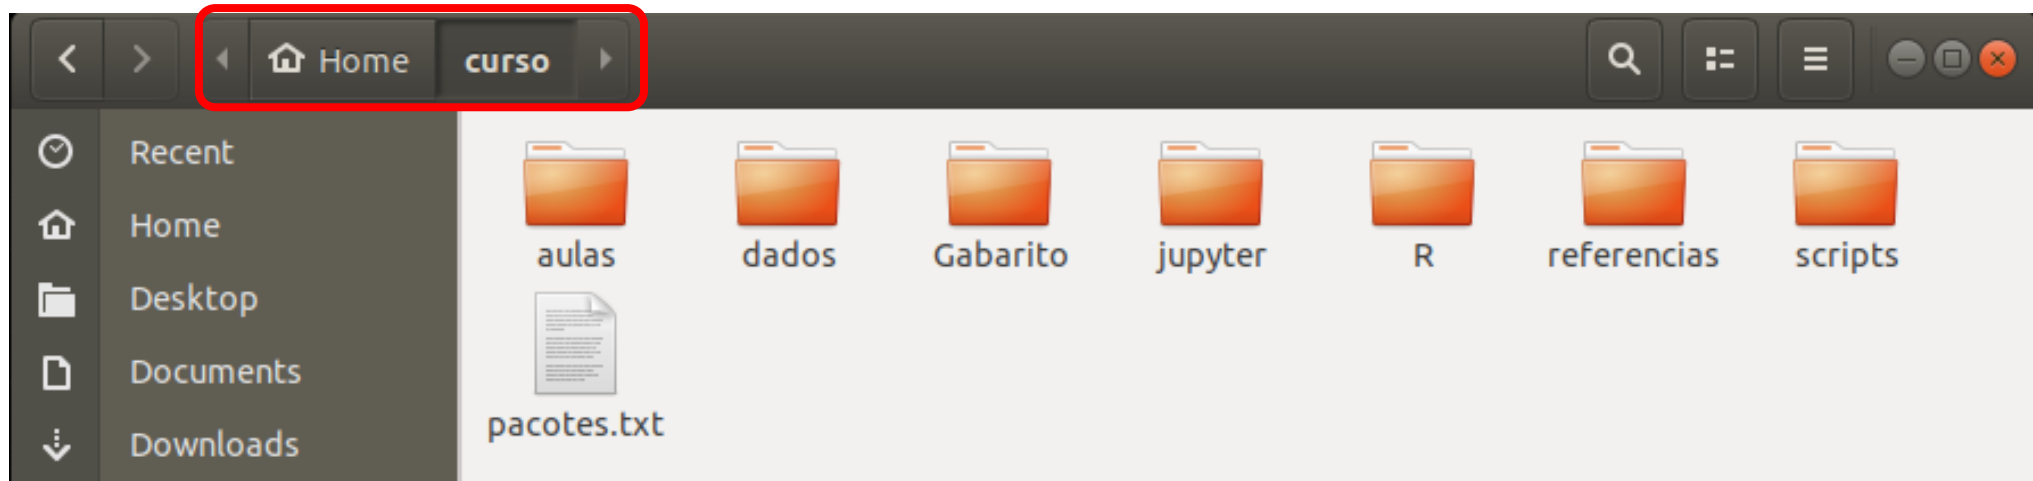 Home curso
Recent
Home
Desktop
Documents
Downloads
aulas dados Gabarito jupyter R referencias scripts
pacotes.txt